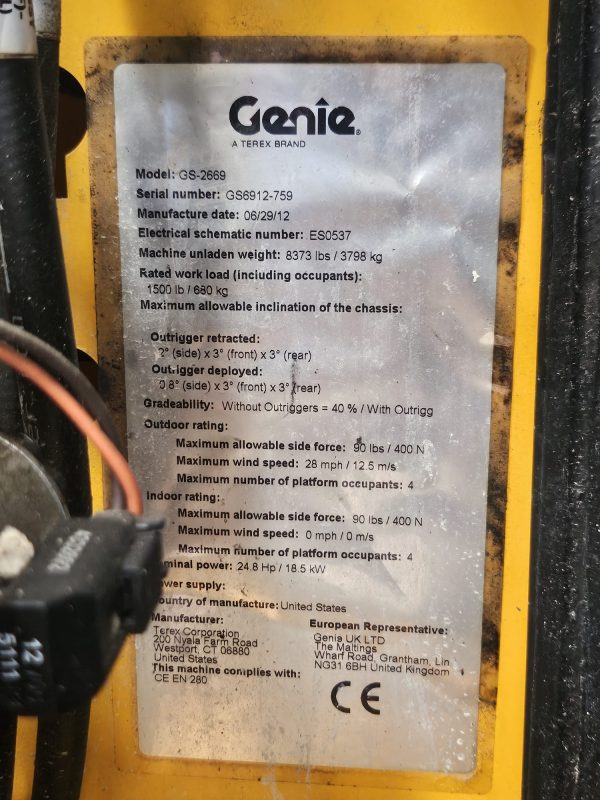 Genie
A TEREX BRAND
Model: GS-2669
Serial number: GS6912-759
Manufacture date: 06/29/12
Electrical schematic number: ES0537
Machine unladen weight: 8373 lbs / 3798 kg
Rated work load (including occupants):
1500 lb / 680 kg
Maximum allowable inclination of the chassis:
Outrigger retracted:
2° (side) x 3° (front) x 3° (rear)
Outrigger deployed:
0.8° (side) x 3° (front) x 3° (rear)
Gradeability: Without Outriggers = 40 % / With Outrigg
Outdoor rating:
Maximum allowable side force: 90 lbs / 400 N
Maximum wind speed: 28 mph / 12.5 m/s
Maximum number of platform occupants: 4
Indoor rating:
Maximum allowable side force: 90 lbs / 400 N
Maximum wind speed: 0 mph / 0 m/s
Maximum number of platform occupants: 4
minal power: 24.8 Hp / 18.5 kW
ower supply:
ountry of manufacture: United States
Manufacturer:
Terex Corporation
200 Nyala Farm Road
Westport, CT 06880
United States
This machine complies with:
CE EN 280
European Representative:
Genie UK LTD
The Maltings
Wharf Road, Grantham, Lin
NG31 6BH United Kingdom
CE
12
5111